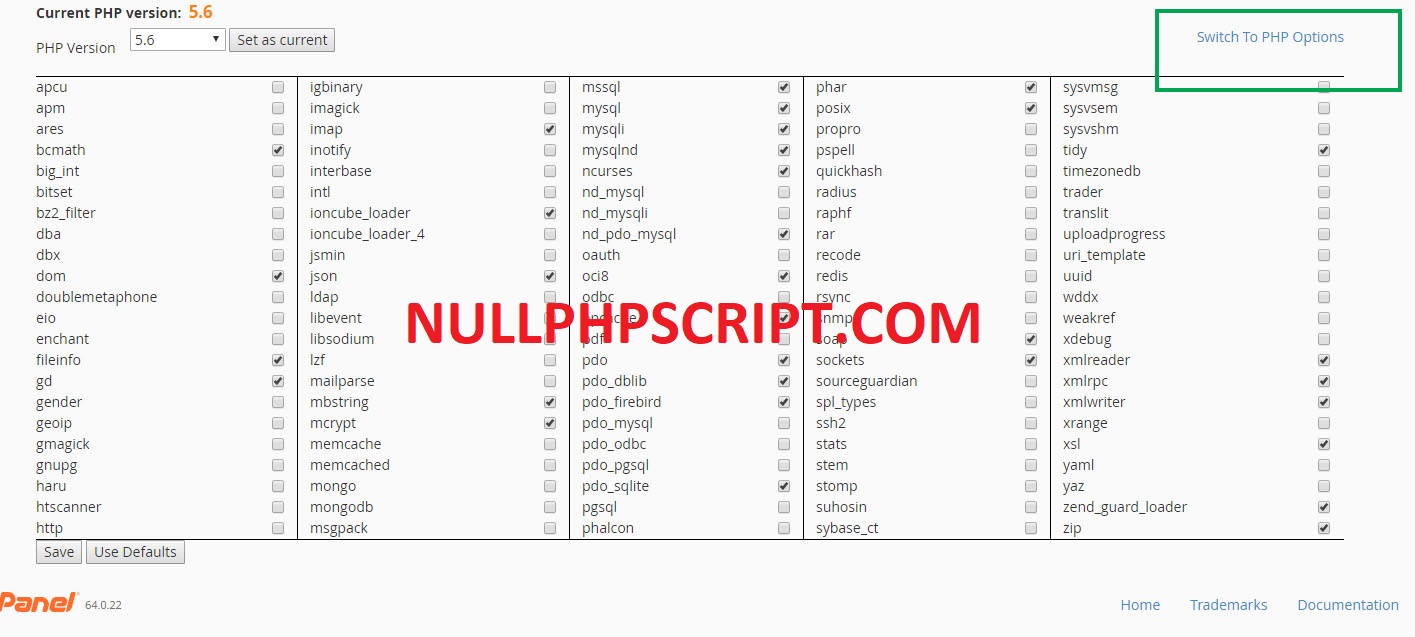 Current PHP version: 5.6
PHP Version 5.6 Set as current
Switch To PHP Options
apcu
apm
ares
bcmath
big_int
bitset
bz2_filter
dba
dbx
dom
doublemetaphone
eio
enchant
fileinfo
gd
gender
geoip
gmagick
gnupg
haru
htscanner
http
igbinary
imagick
imap
inotify
interbase
intl
ioncube_loader
ioncube_loader_4
jsmin
json
ldap
libevent
libsodium
lzf
mailparse
mbstring
mcrypt
memcache
memcached
mongo
mongodb
msgpack
mssql
mysql
mysqli
mysqlnd
ncurses
nd_mysql
nd_mysqli
nd_pdo_mysql
oauth
oci8
odbc
opcache
pdf
pdo
pdo_dblib
pdo_firebird
pdo_mysql
pdo_odbc
pdo_pgsql
pdo_sqlite
pgsql
phalcon
phar
posix
propro
pspell
quickhash
radius
raphf
rar
recode
redis
rsync
snmp
soap
sockets
sourceguardian
spl_types
ssh2
stats
stem
stomp
suhosin
sybase_ct
sysvmsg
sysvsem
sysvshm
tidy
timezonedb
trader
translit
uploadprogress
uri_template
uuid
wddx
weakref
xdebug
xmlreader
xmlrpc
xmlwriter
xrange
xsl
yaml
yaz
zend_guard_loader
zip
NULLPHPSCRIPT.COM
Save Use Defaults
Panel 64.0.22
Home Trademarks Documentation